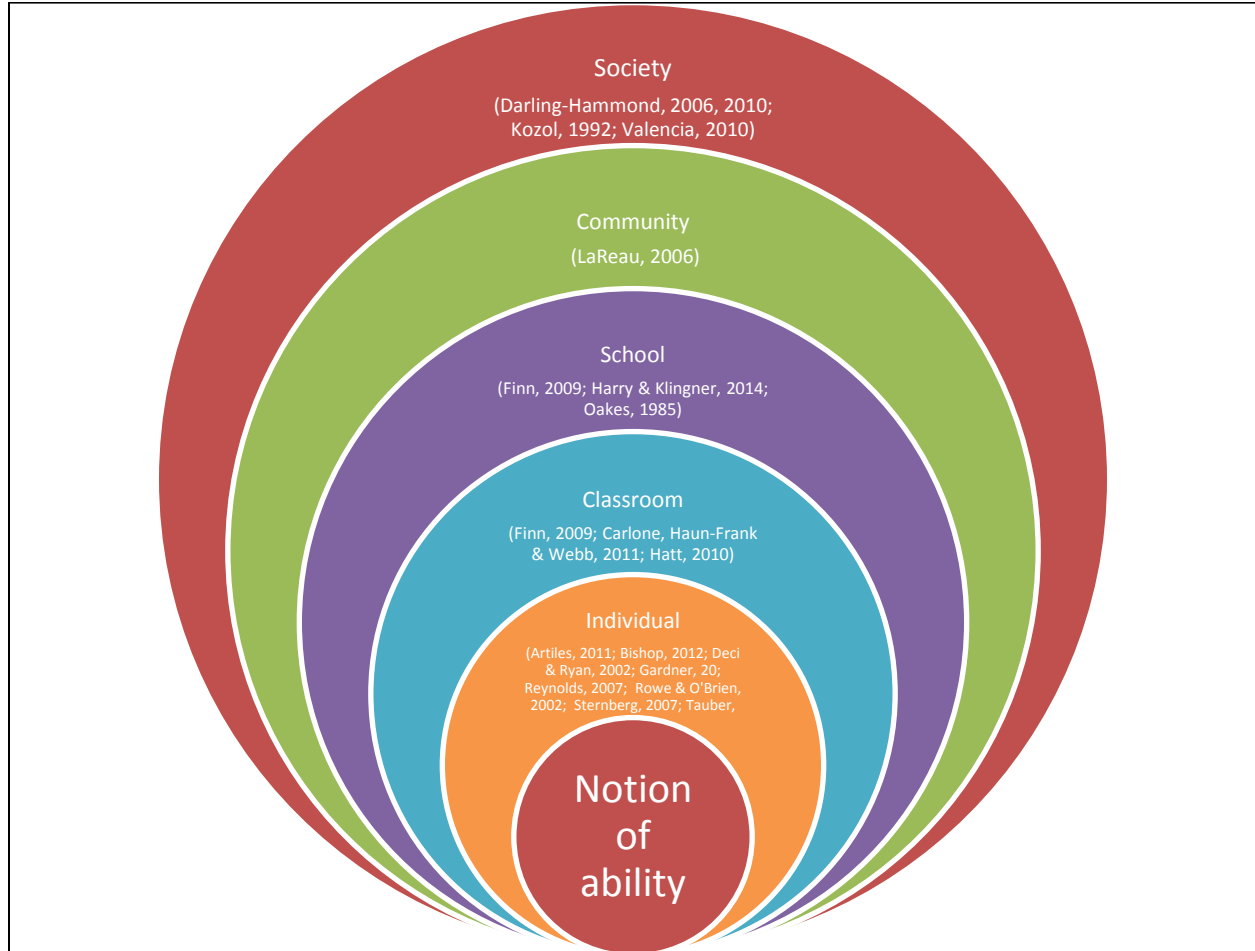 Society
(Darling-Hammond, 2006, 2010;
Kozol, 1992; Valencia, 2010)
Community
(LaReau, 2006)
School
(Finn, 2009; Harry & Klingner, 2014;
Oakes, 1985)
Classroom
(Finn, 2009; Carlone, Haun-Frank
& Webb, 2011; Hatt, 2010)
Individual
(Artiles, 2011; Bishop, 2012; Deci
& Ryan, 2002; Gardner, 20;
Reynolds, 2007;  Rowe & O'Brien,
2002;  Sternberg, 2007; Tauber,
Notion
of
ability